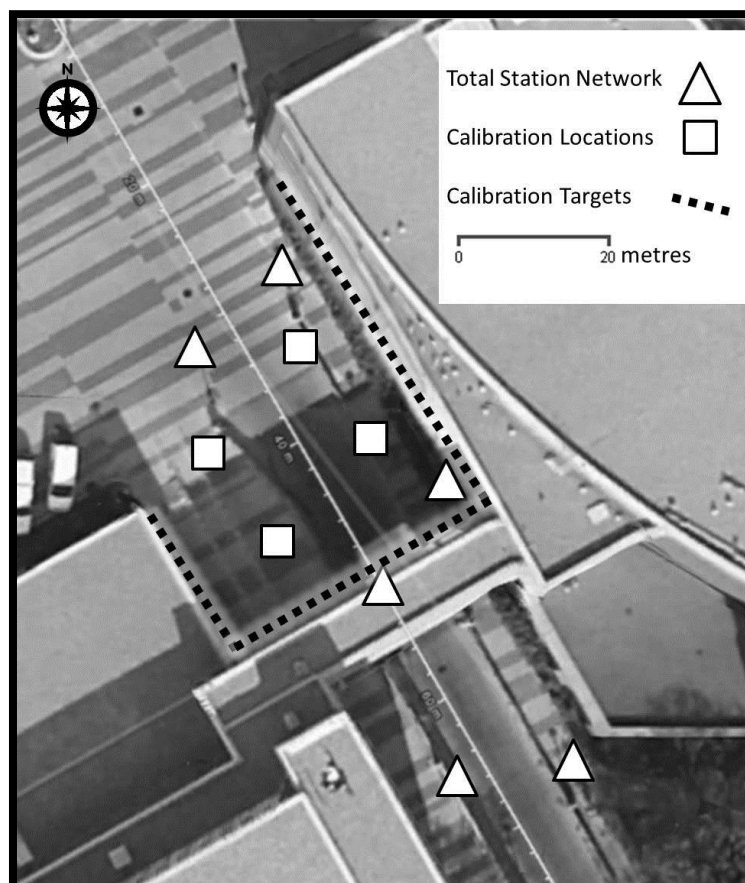 N
Total Station Network
Calibration Locations
Calibration Targets
0 20 metres
20 m
40 m
60 m